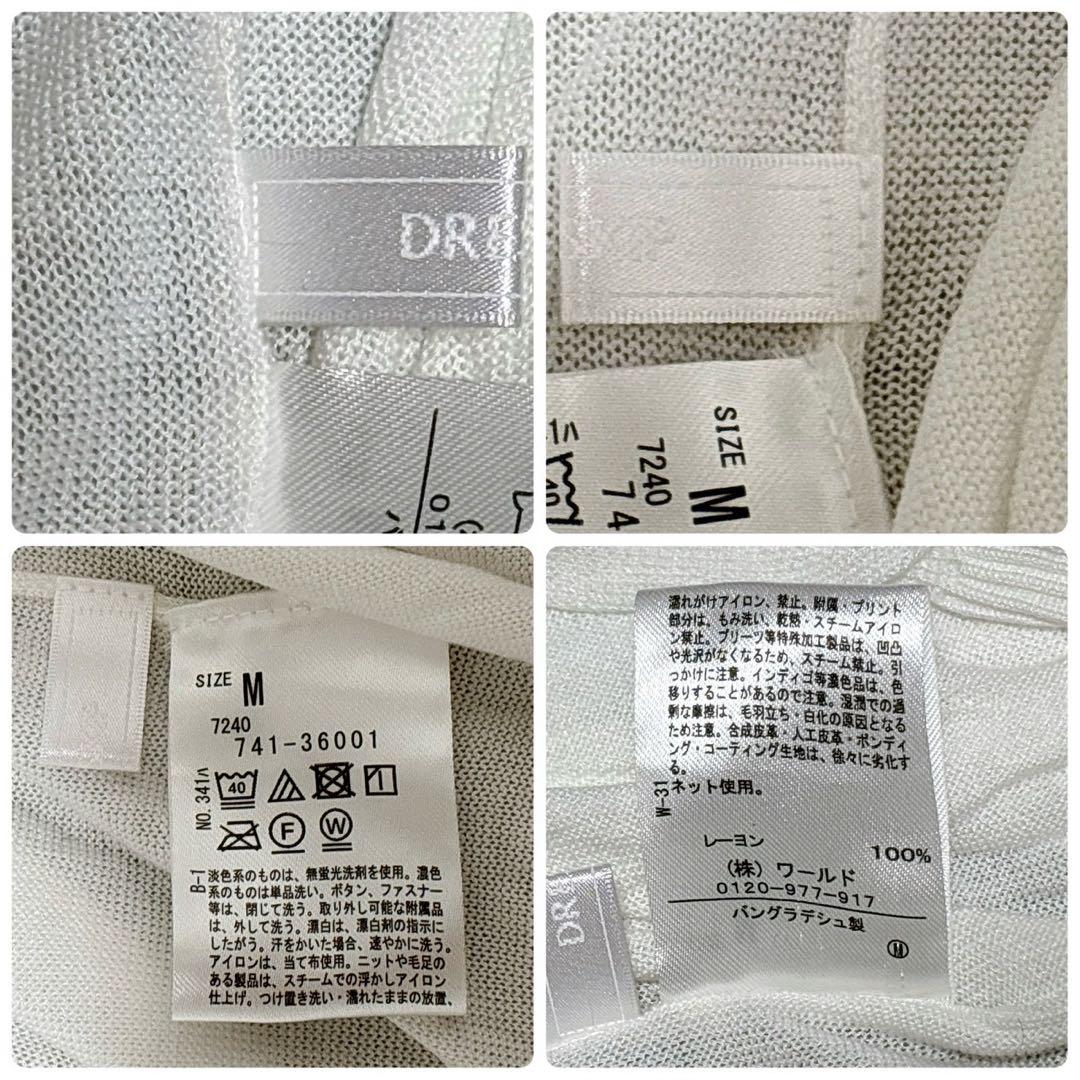 DR8
01
SIZE M
7240
74
40
SIZE M
7240
741-36001
40
F W
NO.341ハ
B-1
淡色系のものは、無蛍光洗剤を使用。濃色
系のものは単品洗い。ボタン、ファスナー
等は、閉じて洗う。取り外し可能な附属品
は、外して洗う。漂白は、漂白剤の指示に
したがう。汗をかいた場合、速やかに洗う。
アイロンは、当て布使用。ニットや毛足の
ある製品は、スチームでの浮かしアイロン
仕上げ。つけ置き洗い・濡れたままの放置、
濡れがけアイロン、禁止。附属・プリント
部分は、もみ洗い、乾熱・スチームアイロ
ン禁止。プリーツ等特殊加工製品は、凹凸
や光沢がなくなるため、スチーム禁止。引
っかけに注意。インディゴ等濃色品は、色
移りすることがあるので注意。湿潤での過
剰な摩擦は、毛羽立ち・白化の原因となる
ため注意。合成皮革・人工皮革・ボンディ
ング・コーティング生地は、徐々に劣化す
る。
W-31
ネット使用。
レーヨン 100%
(株)ワールド
0120-977-917
バングラデシュ製
DR8